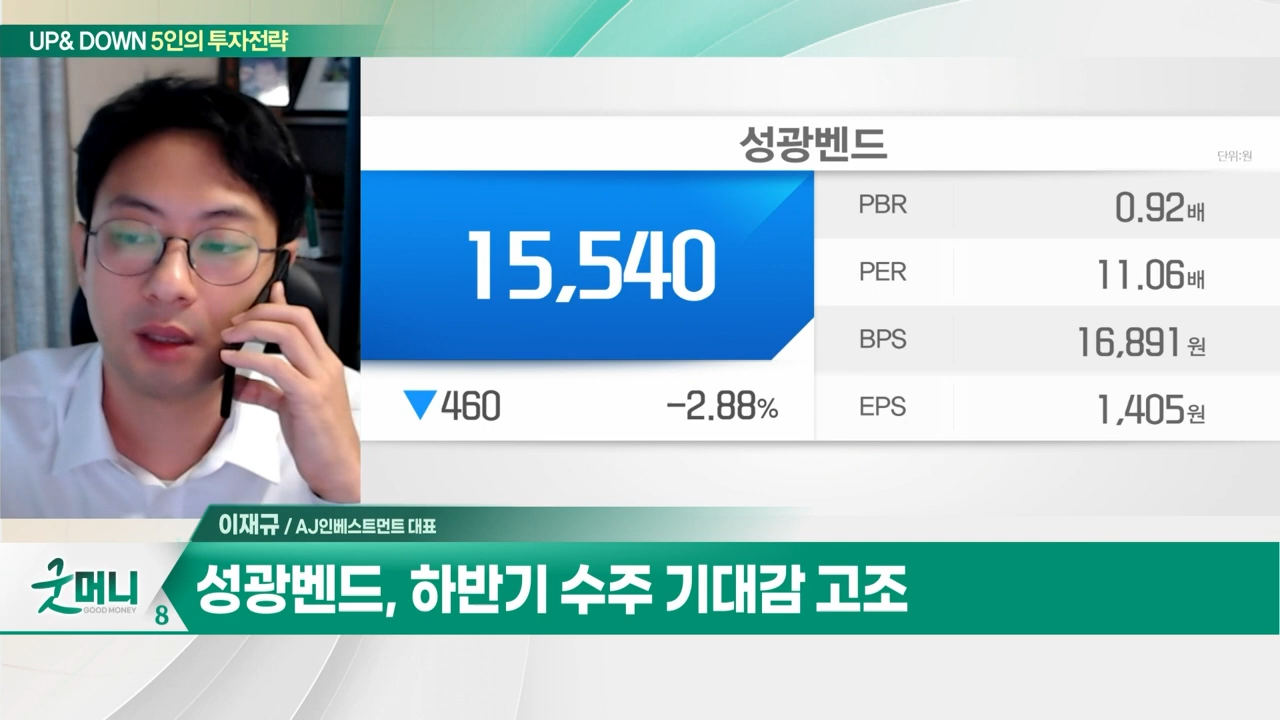 UP& DOWN 5인의 투자전략
성광벤드
단위:원
15,540
▼460 -2.88%
PBR 0.92배
PER 11.06배
BPS 16,891원
EPS 1,405원
이재규 / AJ인베스트먼트 대표
굿머니
GOOD MONEY
8
성광벤드, 하반기 수주 기대감 고조